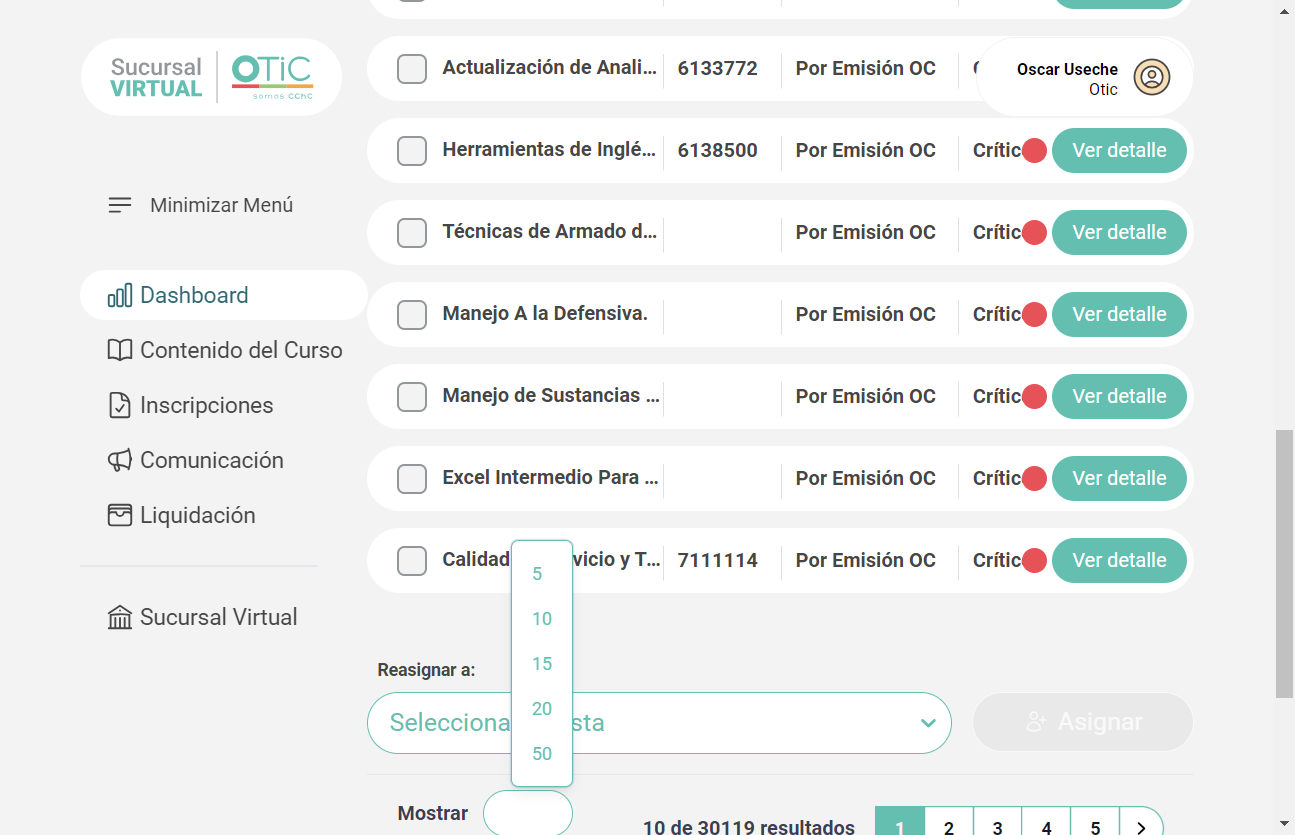 Sucursal
VIRTUAL
OTiC
somos CChC
Minimizar Menú
Dashboard
Contenido del Curso
Inscripciones
Comunicación
Liquidación
Sucursal Virtual
Oscar Useche
Otic
Actualización de Anali... 6133772 Por Emisión OC
Herramientas de Inglé... 6138500 Por Emisión OC Crític Ver detalle
Técnicas de Armado d... Por Emisión OC Crític Ver detalle
Manejo A la Defensiva. Por Emisión OC Crític Ver detalle
Manejo de Sustancias ... Por Emisión OC Crític Ver detalle
Excel Intermedio Para ... Por Emisión OC Crític Ver detalle
Calidad vicio y T... 7111114 Por Emisión OC Crític Ver detalle
5
10
15
20
50
Reasignar a:
Selecciona sta
Asignar
Mostrar
10 de 30119 resultados
1 2 3 4 5